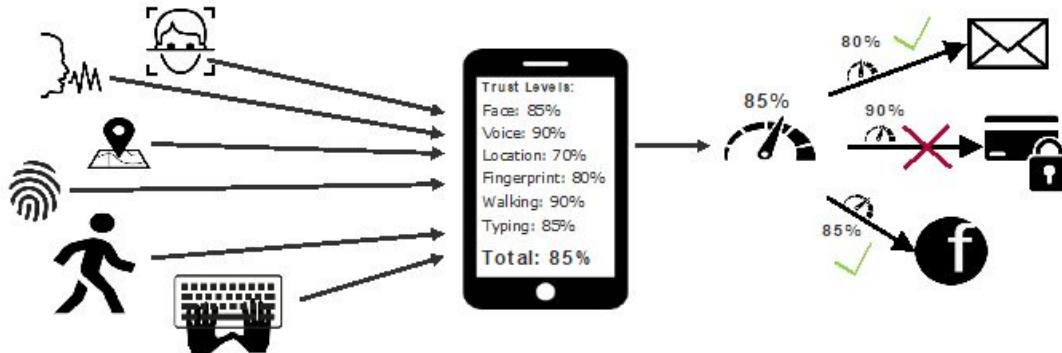 Trust Levels:
Face: 85%
Voice: 90%
Location: 70%
Fingerprint: 80%
Walking: 90%
Typing: 85%
Total: 85%
85%
80%
90%
85%
f